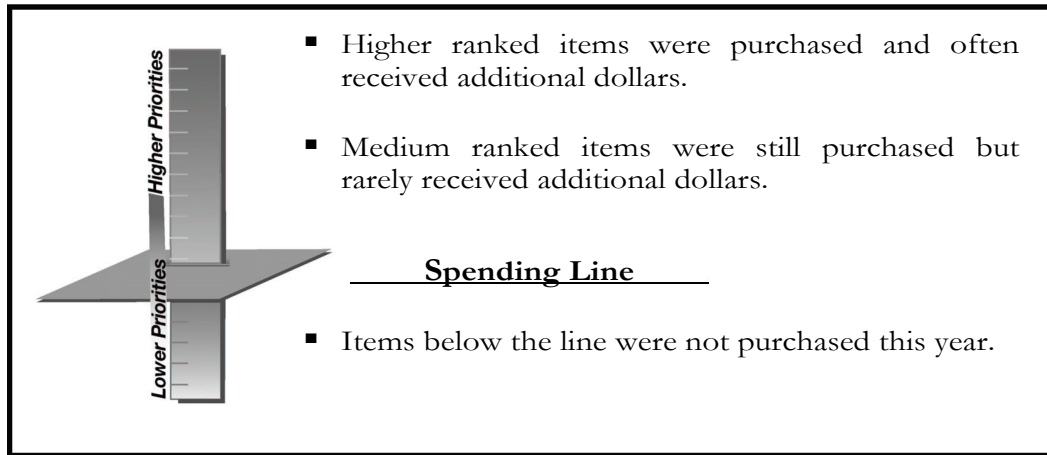 Higher Priorities
Lower Priorities
▪ Higher ranked items were purchased and often
received additional dollars.
▪ Medium ranked items were still purchased but
rarely received additional dollars.
Spending Line
▪ Items below the line were not purchased this year.